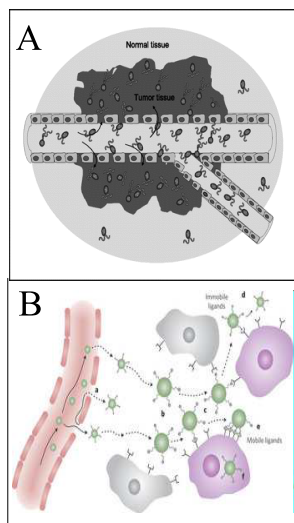 A
Normal tissue
Tumor tissue
B
Immobile
ligands
d
a
b
c
e
Mobile ligands
f